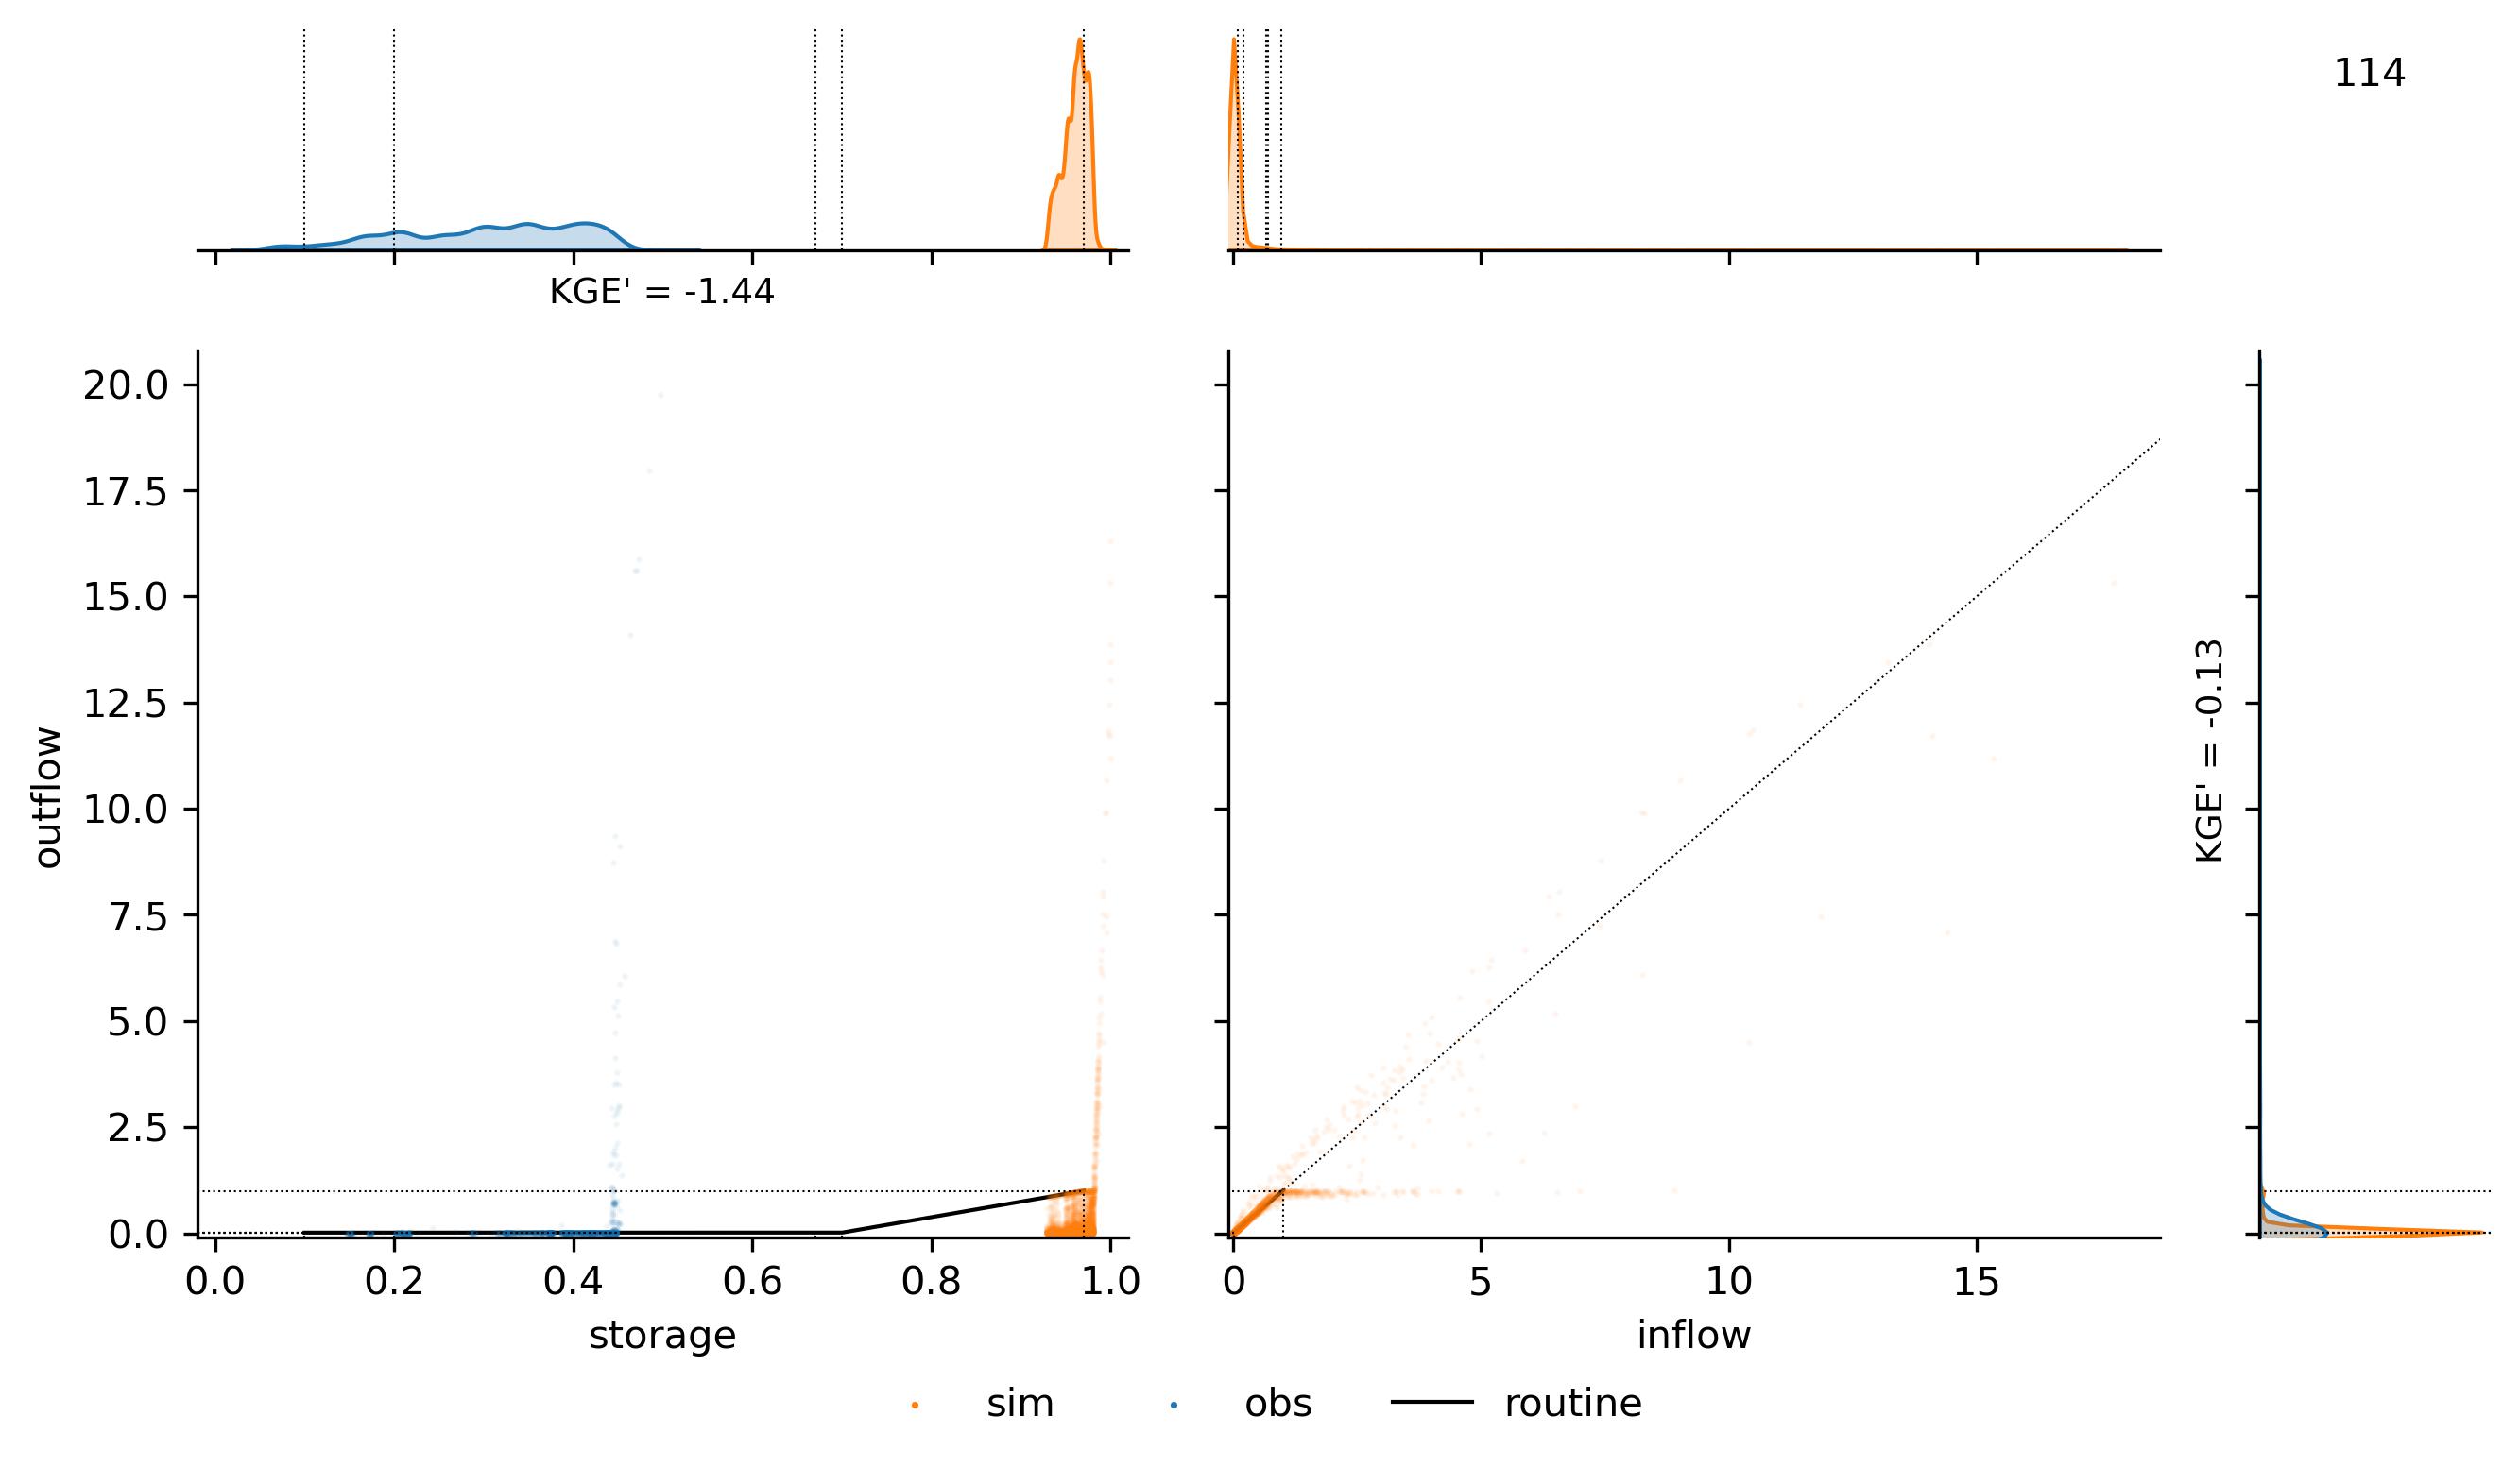 114
KGE' = -1.44
20.0
17.5
15.0
12.5
10.0
7.5
5.0
2.5
0.0
outflow
0.0 0.2 0.4 0.6 0.8 1.0
storage
0 5 10 15
inflow
KGE' = -0.13
sim obs routine